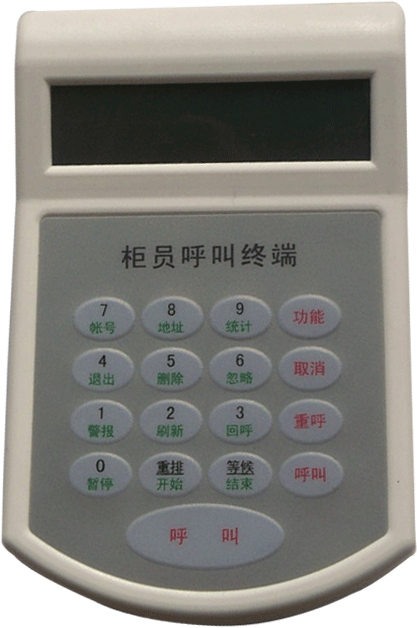 柜员呼叫终端
7 8 9 功能
帐号 地址 统计
4 5 6 取消
退出 删除 忽略
1 2 3 重呼
警报 刷新 回呼
0 重排 等候 呼叫
暂停 开始 结束
呼 叫